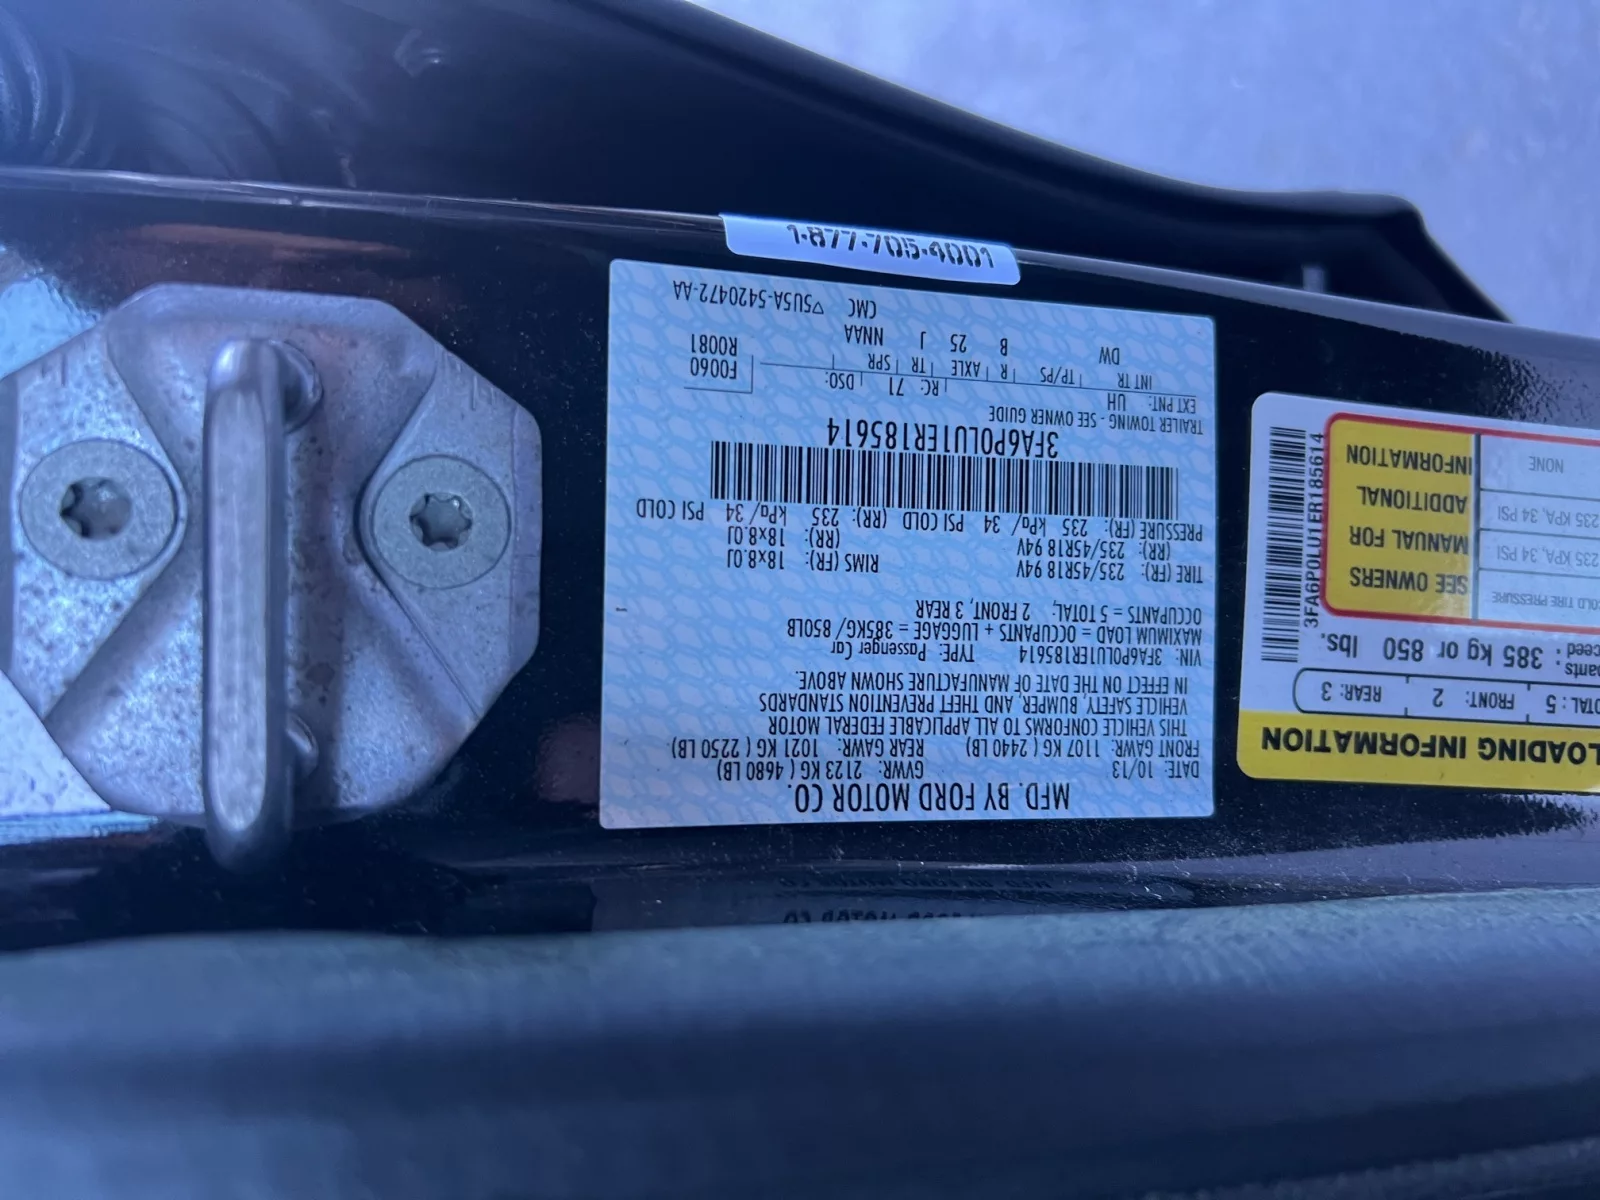 MFD. BY FORD MOTOR CO.
DATE: 10/13 GVWR: 2123 KG ( 4680 LB)
FRONT GAWR: 1107 KG ( 2440 LB) REAR GAWR: 1021 KG ( 2250 LB)
THIS VEHICLE CONFORMS TO ALL APPLICABLE FEDERAL MOTOR
VEHICLE SAFETY, BUMPER, AND THEFT PREVENTION STANDARDS
IN EFFECT ON THE DATE OF MANUFACTURE SHOWN ABOVE.
VIN: 3FA6P0LU1ER185614 TYPE: Passenger Car
MAXIMUM LOAD = OCCUPANTS + LUGGAGE = 385KG/ 850LB
OCCUPANTS = 5 TOTAL; 2 FRONT, 3 REAR
TIRE (FR): 235/45R18 94V RIMS (FR): 18x8.0J
(RR): 235/45R18 94V (RR): 18x8.0J
PRESSURE (FR): 235 kPa/ 34 PSI COLD (RR): 235 kPa/ 34 PSI COLD
3FA6P0LU1ER185614
TRAILER TOWING - SEE OWNER GUIDE
EXT PNT: UH RC: 71 DSO: F0060
INT TR TP/PS R AXLE TR SPR R0081
DW B 25 J NNAA
CMC ▽5U5A-5420472-AA
1-877-705-4001
LOADING INFORMATION
OTAL: 5 FRONT: 2 REAR: 3
pants
ceed: 385 kg or 850 lbs.
OLD TIRE PRESSURE
235 KPA, 34 PSI
235 KPA, 34 PSI
NONE
SEE OWNERS
MANUAL FOR
ADDITIONAL
INFORMATION
3FA6P0LU1ER185614